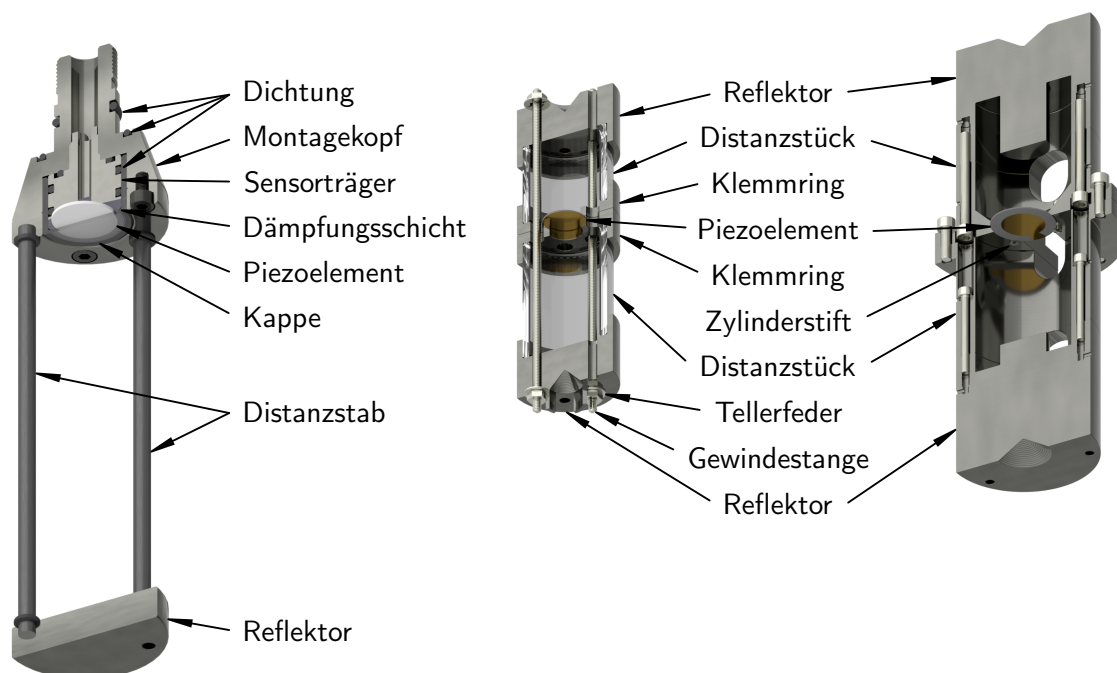 Dichtung
Montagekopf
Sensorträger
Dämpfungsschicht
Piezoelement
Kappe
Distanzstab
Reflektor
Reflektor
Distanzstück
Klemmring
Piezoelement
Klemmring
Zylinderstift
Distanzstück
Tellerfeder
Gewindestange
Reflektor